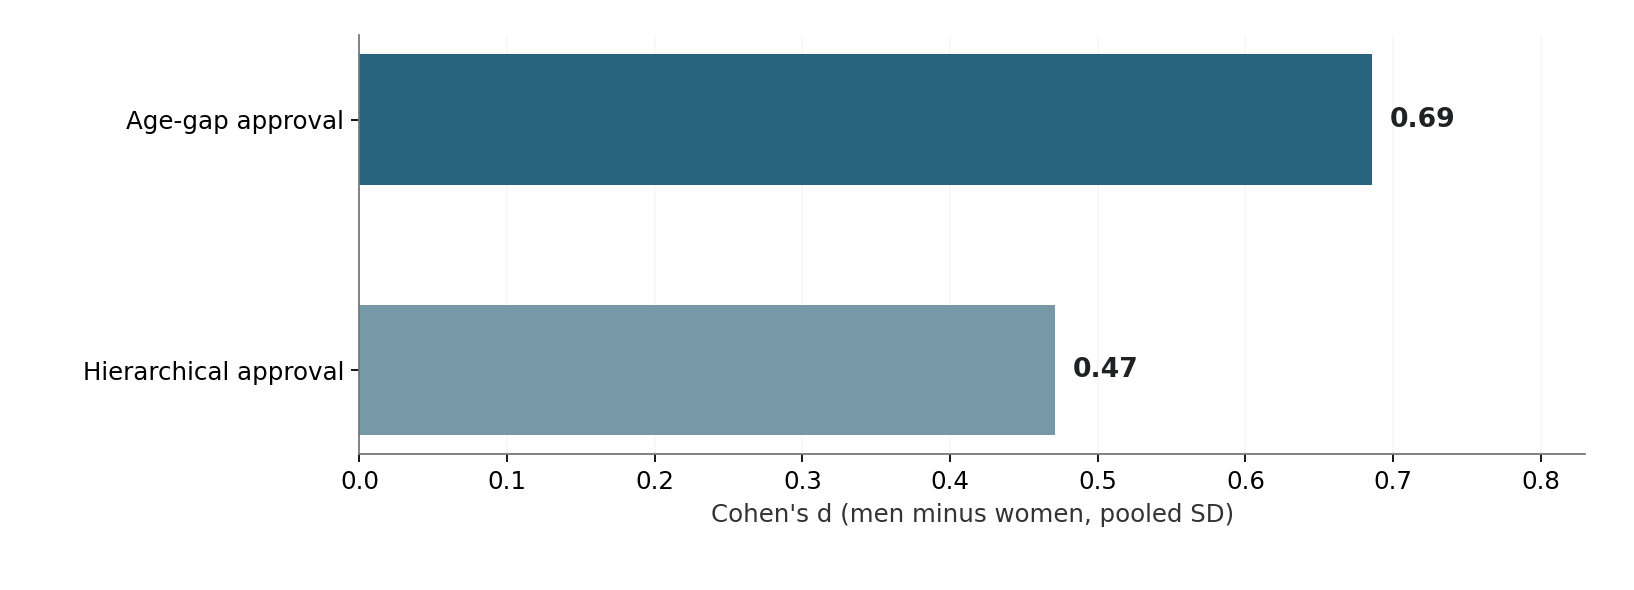 Age-gap approval
0.69
Hierarchical approval
0.47
0.0 0.1 0.2 0.3 0.4 0.5 0.6 0.7 0.8
Cohen's d (men minus women, pooled SD)